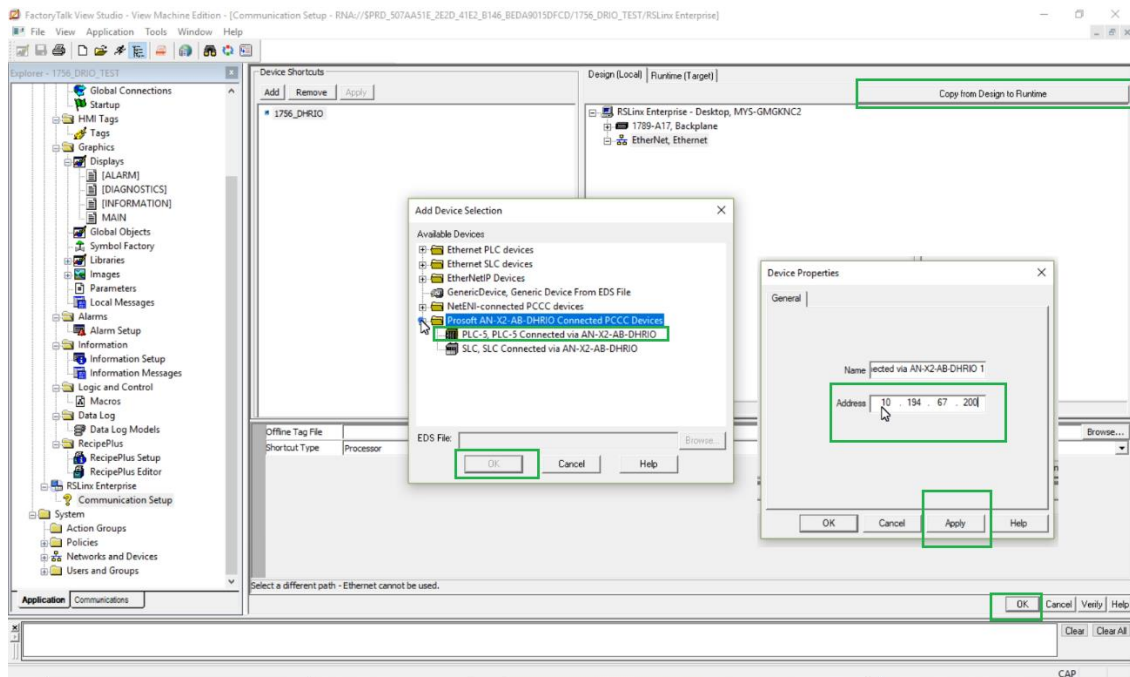 FactoryTalk View Studio - View Machine Edition - [Communication Setup - RNA://$PRD_507AA51E_2E2D_41E2_B146_BEDA9015DFCD/1756_DRIO_TEST/RSLinx Enterprise]
File View Application Tools Window Help
Explorer - 1756_DRIO_TEST
Global Connections
Startup
HMI Tags
Tags
Graphics
Displays
[ALARM]
[DIAGNOSTICS]
[INFORMATION]
MAIN
Global Objects
Symbol Factory
Libraries
Images
Parameters
Local Messages
Alarms
Alarm Setup
Information
Information Setup
Information Messages
Logic and Control
Macros
Data Log
Data Log Models
RecipePlus
RecipePlus Setup
RecipePlus Editor
RSLinx Enterprise
Communication Setup
System
Action Groups
Policies
Networks and Devices
Users and Groups
Application Communications
Device Shortcuts
Add Remove Apply
1756_DHRIO
Design (Local) Runtime (Target)
Copy from Design to Runtime
RSLinx Enterprise - Desktop, MYS-GMGKNC2
1789-A17, Backplane
EtherNet, Ethernet
Add Device Selection
Available Devices
Ethernet PLC devices
Ethernet SLC devices
EtherNetIP Devices
GenericDevice, Generic Device From EDS File
NetENI-connected PCCC devices
Prosoft AN-X2-AB-DHRIO Connected PCCC Devices
PLC-5, PLC-5 Connected via AN-X2-AB-DHRIO
SLC, SLC Connected via AN-X2-AB-DHRIO
EDS File: Browse...
OK Cancel Help
Device Properties
General
Name ected via AN-X2-AB-DHRIO 1
Address 10 . 194 . 67 . 200
OK Cancel Apply Help
Offline Tag File Browse...
Shortcut Type Processor
Select a different path - Ethernet cannot be used.
OK Cancel Verify Help
Clear Clear All
CAP